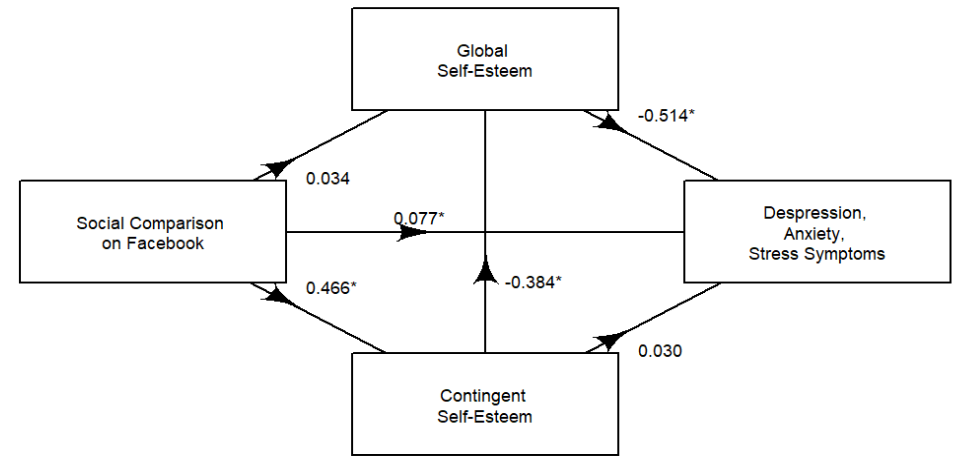 Global
Self-Esteem
-0.514*
0.034
Social Comparison
on Facebook
0.077*
Despression,
Anxiety,
Stress Symptoms
0.466*
-0.384*
0.030
Contingent
Self-Esteem